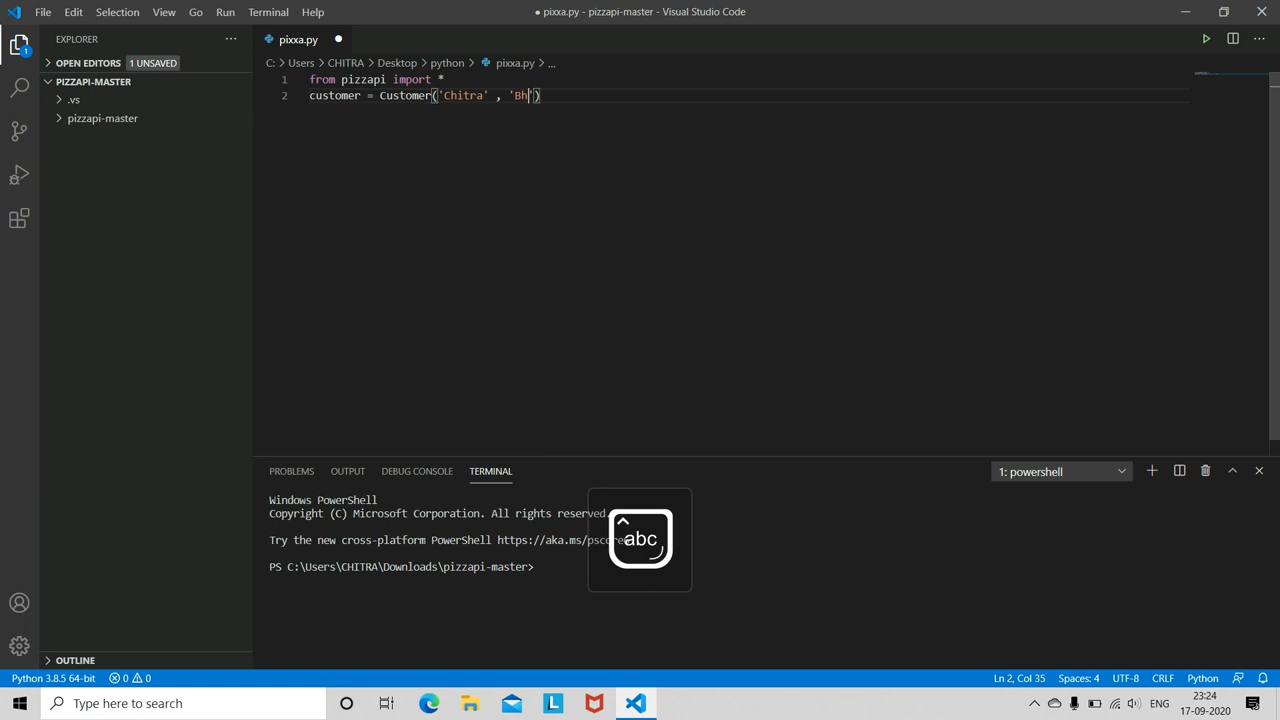 File Edit Selection View Go Run Terminal Help
● pixxa.py - pizzapi-master - Visual Studio Code
EXPLORER
pixxa.py
OPEN EDITORS 1 UNSAVED
C: > Users > CHITRA > Desktop > python > pixxa.py > ...
PIZZAPI-MASTER
.vs
pizzapi-master
1
1 from pizzapi import *
2 customer = Customer('Chitra' , 'Bh')
PROBLEMS OUTPUT DEBUG CONSOLE TERMINAL
1: powershell
Windows PowerShell
Copyright (C) Microsoft Corporation. All rights reserved.
Try the new cross-platform PowerShell https://aka.ms/pscore6
abc
PS C:\Users\CHITRA\Downloads\pizzapi-master>
OUTLINE
Python 3.8.5 64-bit 0 0
Ln 2, Col 35 Spaces: 4 UTF-8 CRLF Python
Type here to search
L
ENG
23:24
17-09-2020